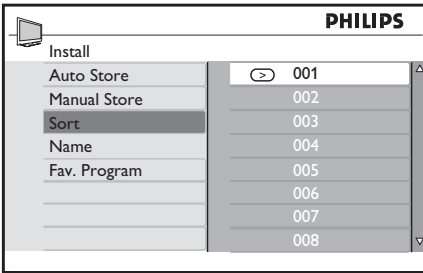 PHILIPS
Install
Auto Store
Manual Store
Sort
Name
Fav. Program
001
002
003
004
005
006
007
008